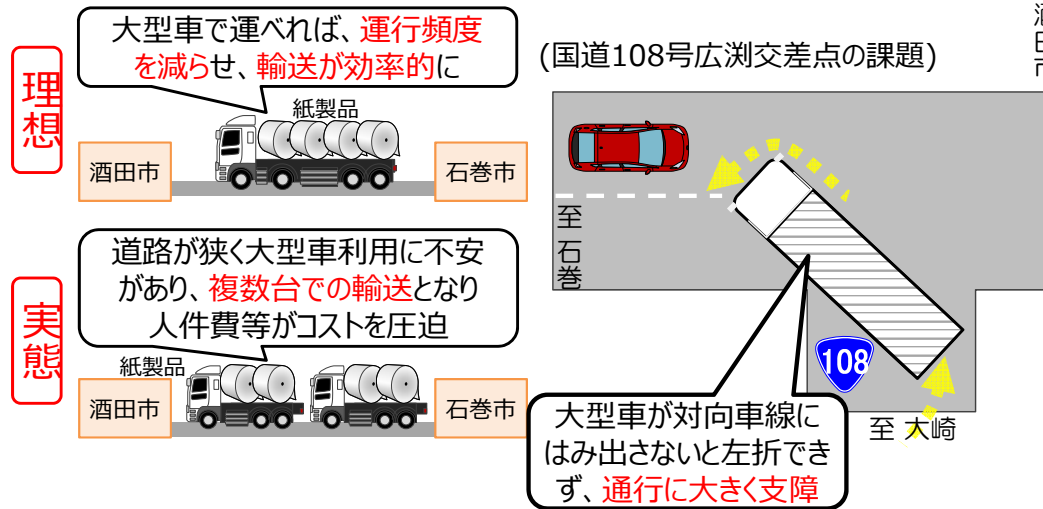 理想
大型車で運べれば、運行頻度
を減らせ、輸送が効率的に
紙製品
酒田市
石巻市
実態
道路が狭く大型車利用に不安
があり、複数台での輸送となり
人件費等がコストを圧迫
紙製品
酒田市
石巻市
(国道108号広渕交差点の課題)
至 石巻
108
至 大崎
大型車が対向車線に
はみ出さないと左折でき
ず、通行に大きく支障
酒田市